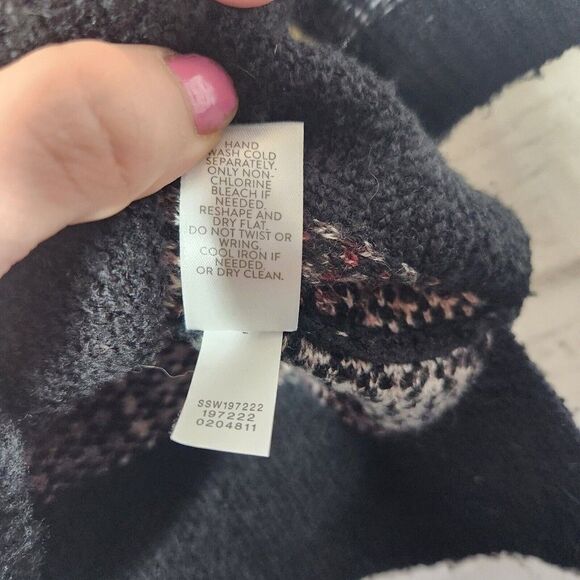 HAND
WASH COLD
SEPARATELY.
ONLY NON-
CHLORINE
BLEACH IF
NEEDED.
RESHAPE AND
DRY FLAT.
DO NOT TWIST OR
WRING.
COOL IRON IF
NEEDED
OR DRY CLEAN.
SSW197222
197222
0204811